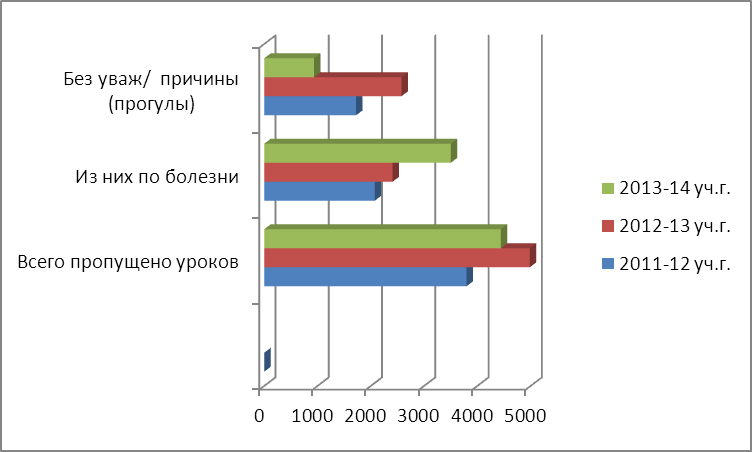 Без уваж/  причины
(прогулы)
Из них по болезни
Всего пропущено уроков
0 1000 2000 3000 4000 5000
2013-14 уч.г.
2012-13 уч.г.
2011-12 уч.г.